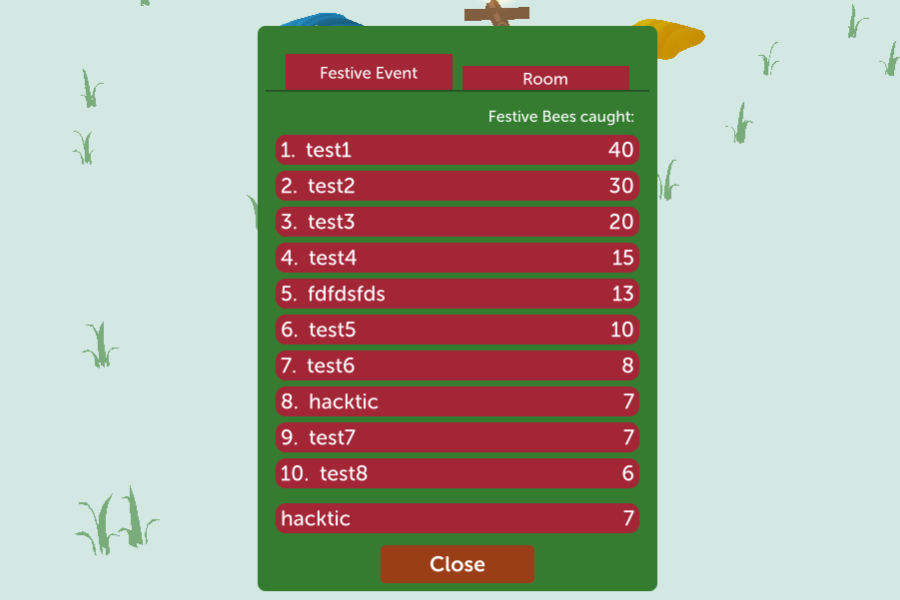 Festive Event
Room
Festive Bees caught:
1. test1 40
2. test2 30
3. test3 20
4. test4 15
5. fdfdsfds 13
6. test5 10
7. test6 8
8. hacktic 7
9. test7 7
10. test8 6
hacktic 7
Close